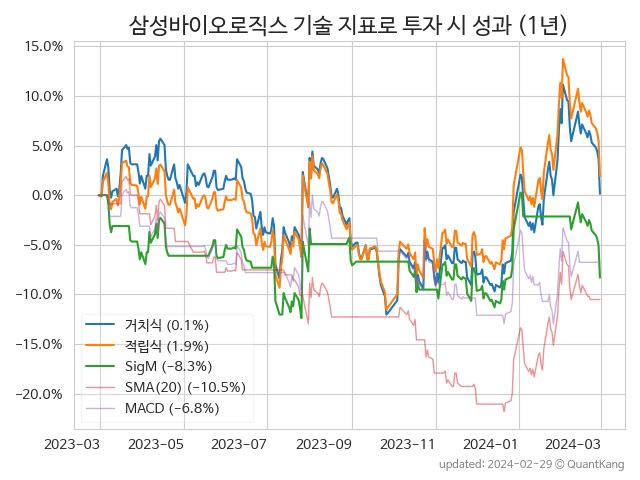 삼성바이오로직스 기술 지표로 투자 시 성과 (1년)
15.0%
10.0%
5.0%
0.0%
−5.0%
−10.0%
−15.0%
−20.0%
거치식 (0.1%)
적립식 (1.9%)
SigM (−8.3%)
SMA(20) (−10.5%)
MACD (−6.8%)
2023-03 2023-05 2023-07 2023-09 2023-11 2024-01 2024-03
updated: 2024-02-29 ⓒ QuantKang